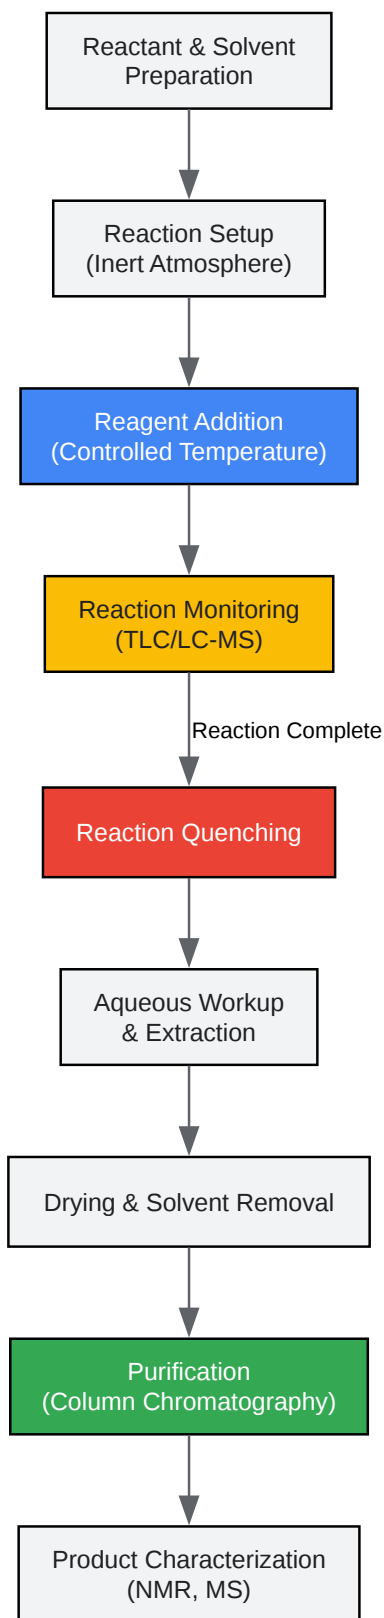 Reactant & Solvent
Preparation
Reaction Setup
(Inert Atmosphere)
Reagent Addition
(Controlled Temperature)
Reaction Monitoring
(TLC/LC-MS)
Reaction Complete
Reaction Quenching
Aqueous Workup
& Extraction
Drying & Solvent Removal
Purification
(Column Chromatography)
Product Characterization
(NMR, MS)